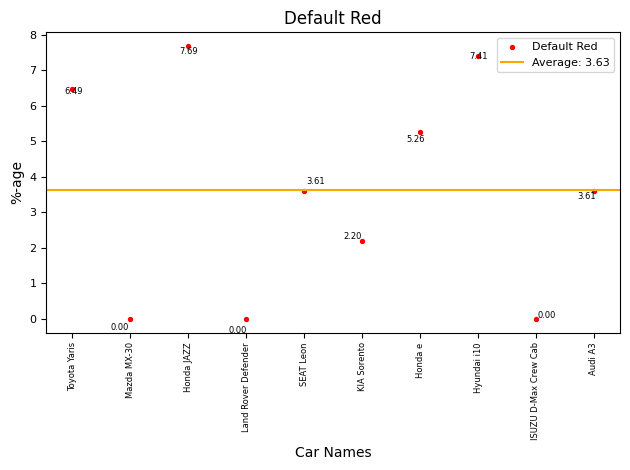 Default Red
%-age
8
7
6
5
4
3
2
1
0
Default Red
Average: 3.63
6.49
0.00
7.69
0.00
3.61
2.20
5.26
7.41
0.00
3.61
Toyota Yaris
Mazda MX-30
Honda JAZZ
Land Rover Defender
SEAT Leon
KIA Sorento
Honda e
Hyundai i10
ISUZU D-Max Crew Cab
Audi A3
Car Names